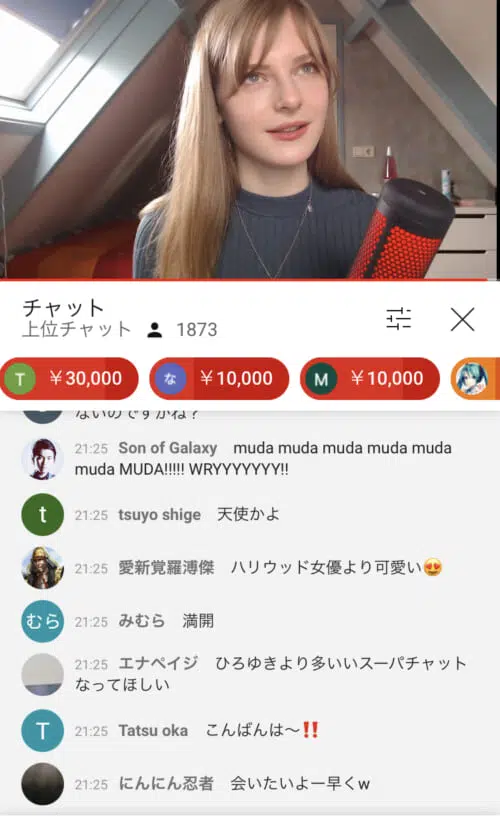 チャット
上位チャット 1873
T ￥30,000 な ￥10,000 M ￥10,000
ないのですかね？
21:25 Son of Galaxy muda muda muda muda muda
muda MUDA!!!!! WRYYYYYYY!!
t 21:25 tsuyo shige 天使かよ
21:25 愛新覚羅溥傑 ハリウッド女優より可愛い😍
むら 21:25 みむら 満開
21:25 エナペイジ ひろゆきより多いいスーパチャット
なってほしい
T 21:25 Tatsu oka こんばんは〜‼️
21:25 にんにん忍者 会いたいよー早くw